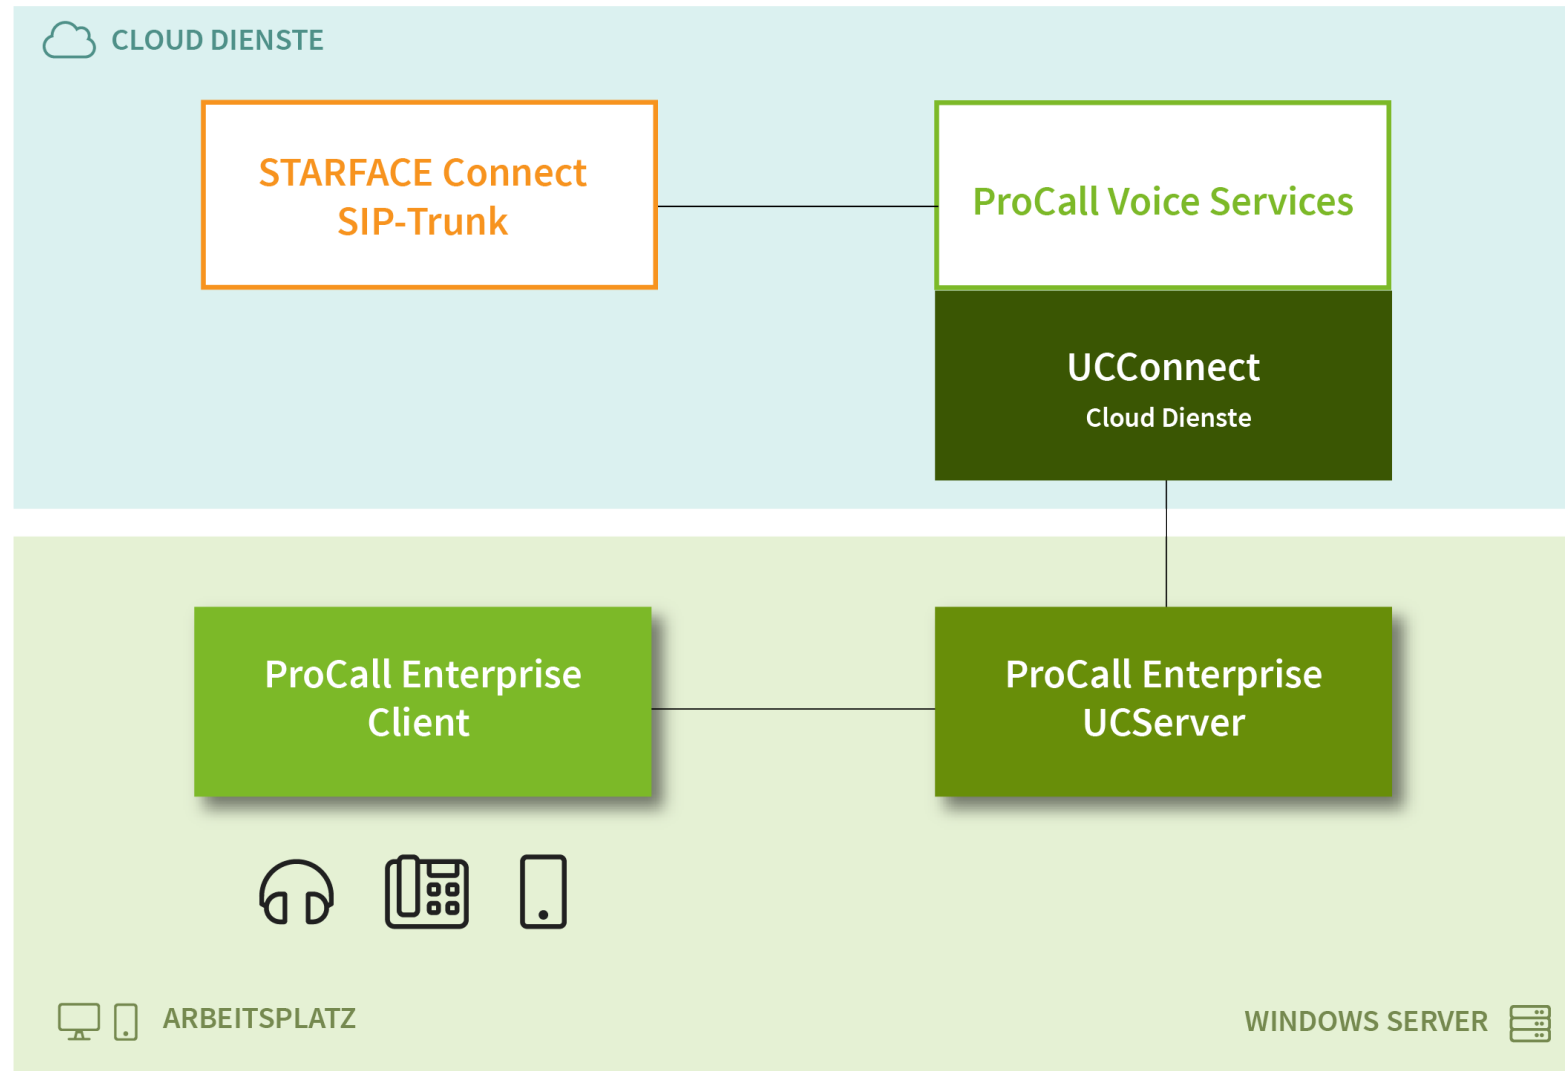 CLOUD DIENSTE
STARFACE Connect
SIP-Trunk
ProCall Voice Services
UCConnect
Cloud Dienste
ProCall Enterprise
Client
ProCall Enterprise
UCServer
ARBEITSPLATZ
WINDOWS SERVER